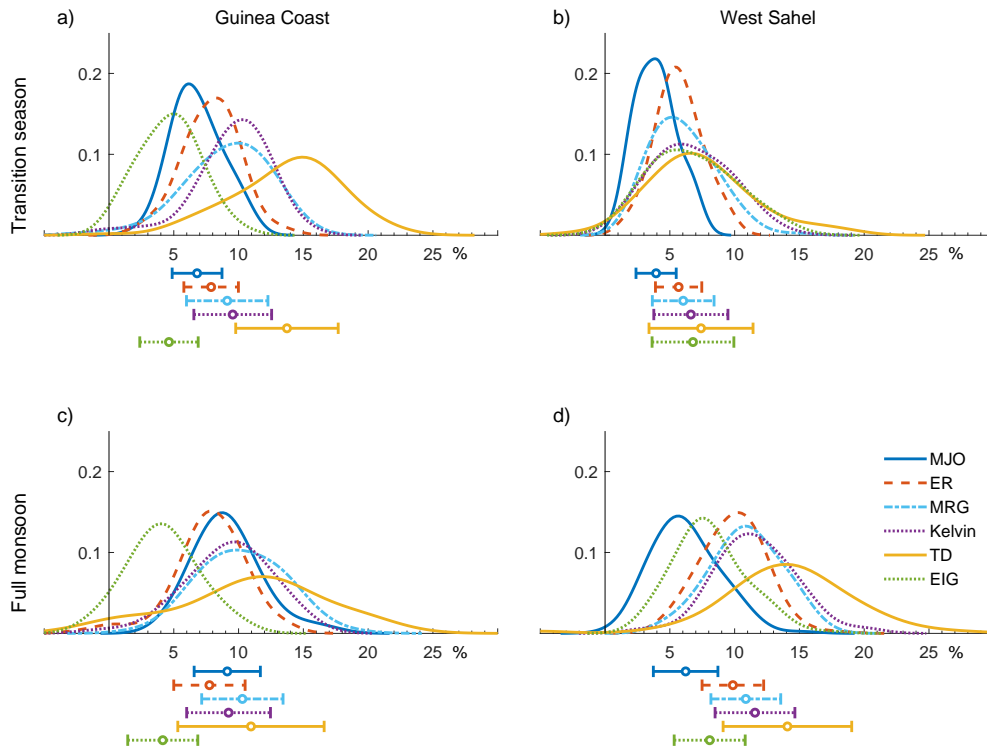 a) Guinea Coast
b) West Sahel
Transition season
0.2
0.1
5 10 15 20 25 %
0.2
0.1
5 10 15 20 25 %
c)
d)
Full monsoon
0.2
0.1
5 10 15 20 25 %
0.2
0.1
5 10 15 20 25 %
MJO
ER
MRG
Kelvin
TD
EIG